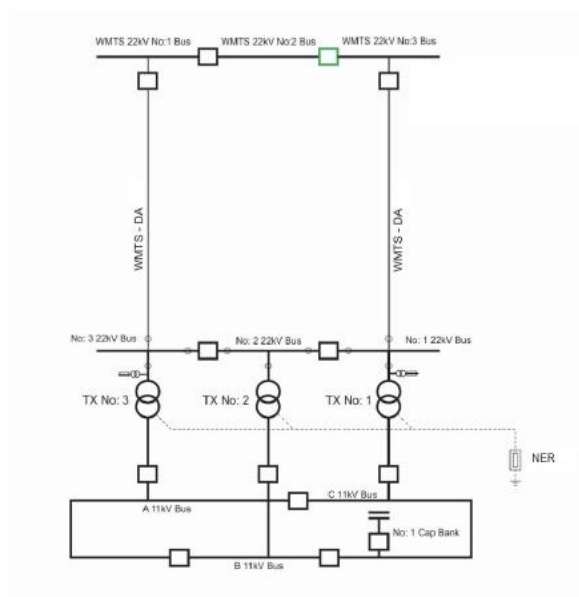 WMTS 22kV No:1 Bus
WMTS 22kV No:2 Bus
WMTS 22kV No:3 Bus
WMTS - DA
WMTS - DA
No: 3 22kV Bus
No: 2 22kV Bus
No: 1 22kV Bus
TX No: 3
TX No: 2
TX No: 1
NER
A 11kV Bus
C 11kV Bus
No: 1 Cap Bank
B 11kV Bus